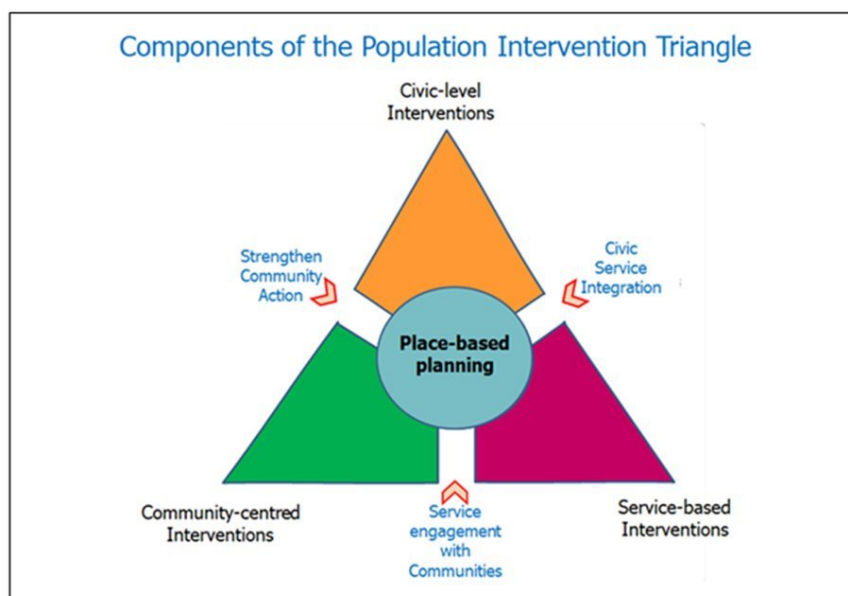 Components of the Population Intervention Triangle
Civic-level
Interventions
Strengthen
Community
Action
Civic
Service
Integration
Place-based
planning
Community-centred
Interventions
Service
engagement
with
Communities
Service-based
Interventions